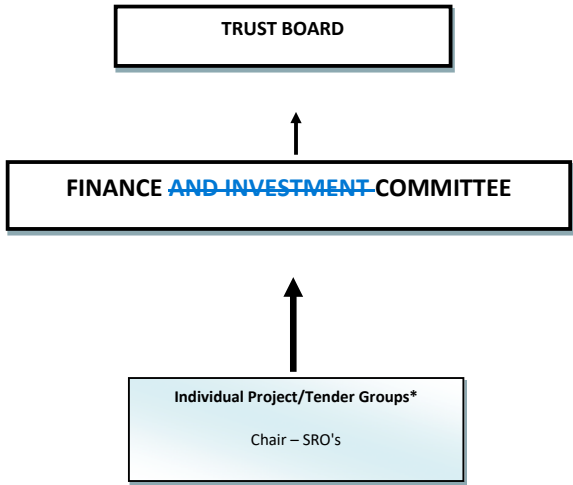 TRUST BOARD
FINANCE AND INVESTMENT COMMITTEE
Individual Project/Tender Groups*
Chair – SRO's